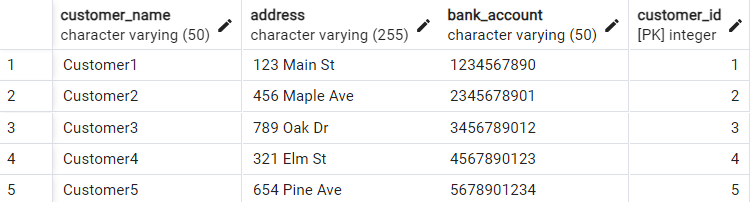 customer_name address bank_account customer_id
character varying (50) character varying (255) character varying (50) [PK] integer
1 Customer1 123 Main St 1234567890 1
2 Customer2 456 Maple Ave 2345678901 2
3 Customer3 789 Oak Dr 3456789012 3
4 Customer4 321 Elm St 4567890123 4
5 Customer5 654 Pine Ave 5678901234 5